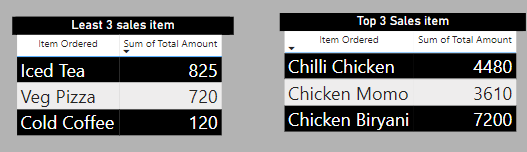 Least 3 sales item
Item Ordered Sum of Total Amount
Iced Tea 825
Veg Pizza 720
Cold Coffee 120
Top 3 Sales item
Item Ordered Sum of Total Amount
Chilli Chicken 4480
Chicken Momo 3610
Chicken Biryani 7200